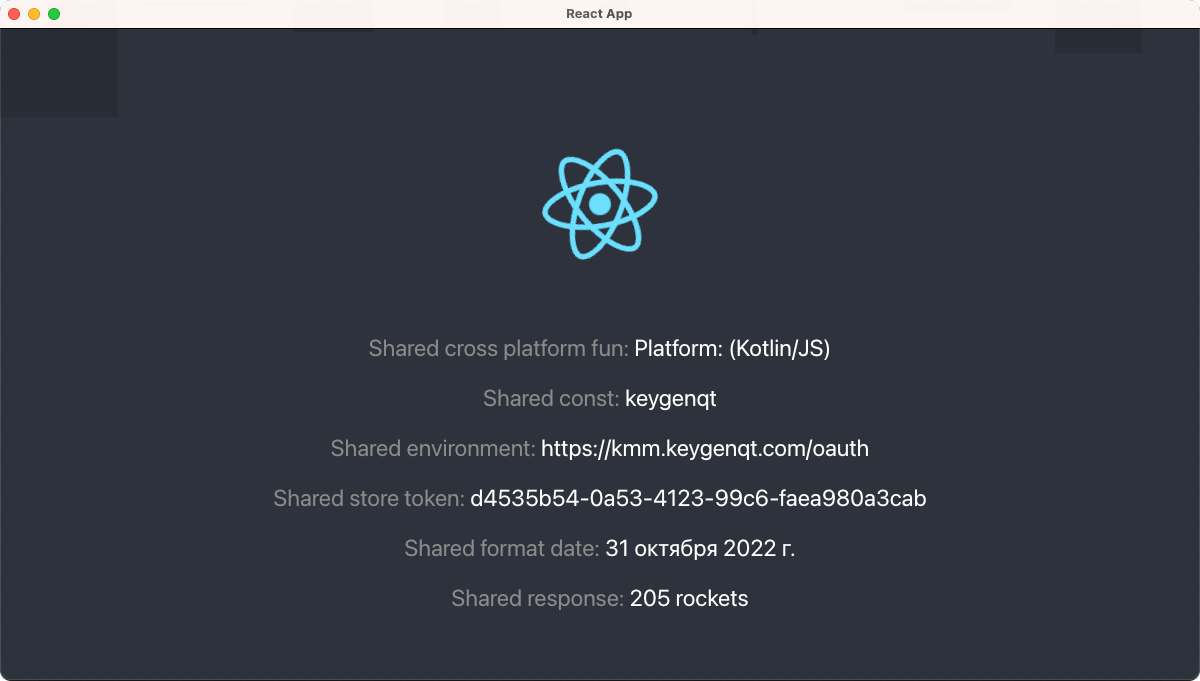 React App
Shared cross platform fun: Platform: (Kotlin/JS)
Shared const: keygenqt
Shared environment: https://kmm.keygenqt.com/oauth
Shared store token: d4535b54-0a53-4123-99c6-faea980a3cab
Shared format date: 31 октября 2022 г.
Shared response: 205 rockets